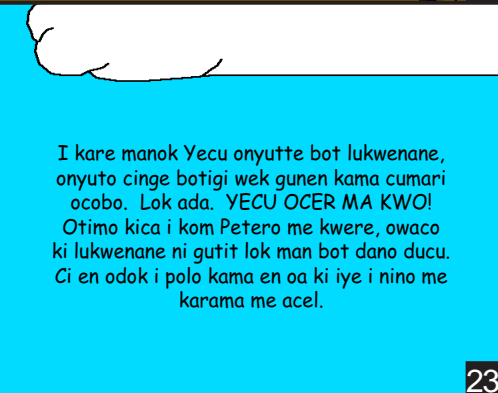 I kare manok Yecu onyutte bot lukwenane,
onyuto cinge botigi wek gunen kama cumari
ocobo. Lok ada. YECU OCER MA KWO!
Otimo kica i kom Petero me kwere, owaco
ki lukwenane ni gutit lok man bot dano ducu.
Ci en odok i polo kama en oa ki iye i nino me
karama me acel.
23